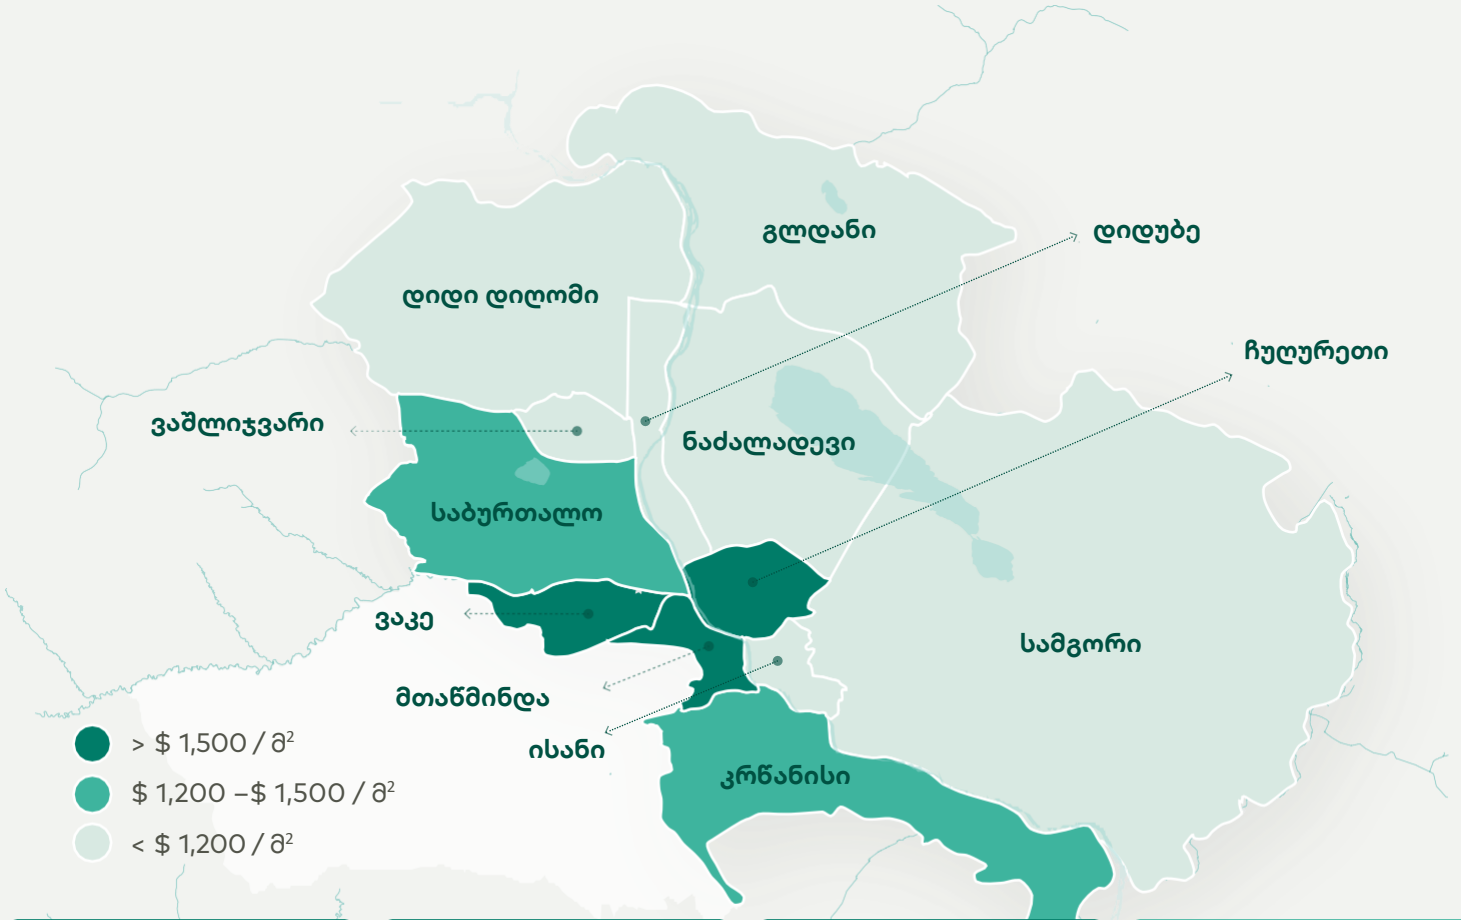 გლდანი
დიდუბე
დიდი დიღომი
ჩუღურეთი
ვაშლიჯვარი
ნაძალადევი
საბურთალო
ვაკე
სამგორი
მთაწმინდა
ისანი
კრწანისი
> $ 1,500 / მ²
$ 1,200 –$ 1,500 / მ²
< $ 1,200 / მ²